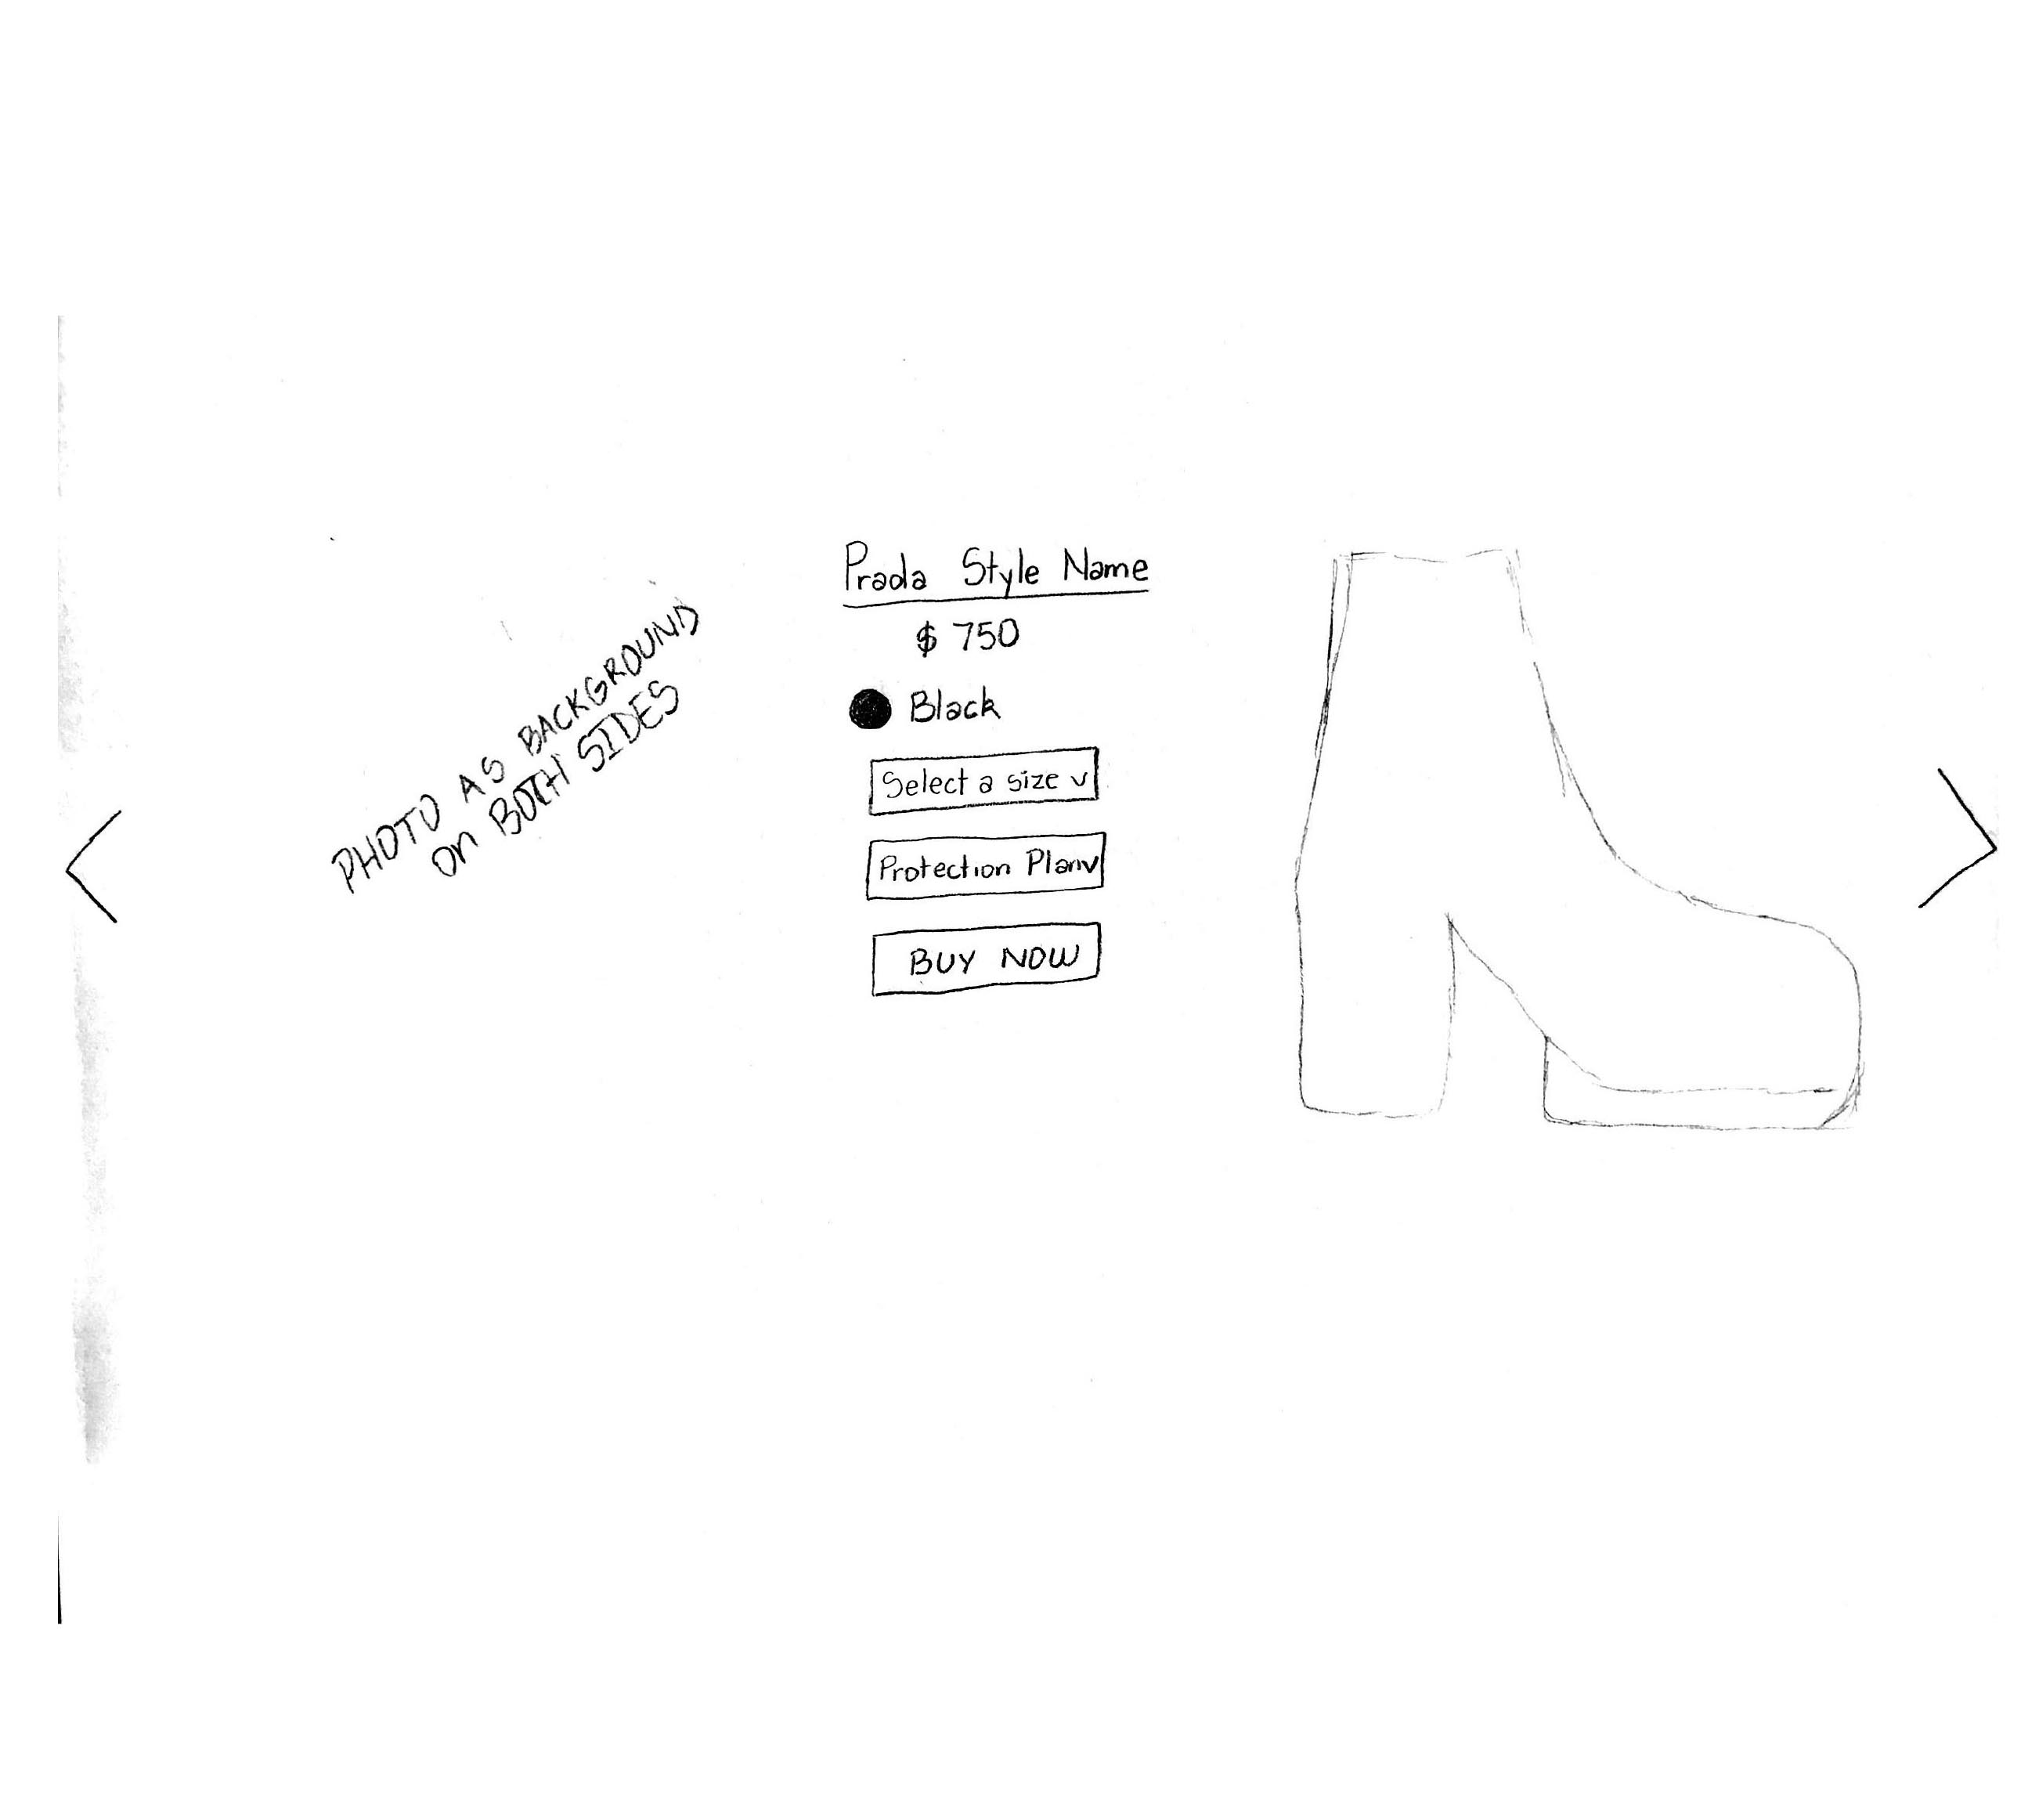 PHOTO AS BACKGROUND
on BOTH SIDES
Prada Style Name
$ 750
Black
Select a size v
Protection Plan v
BUY NOW